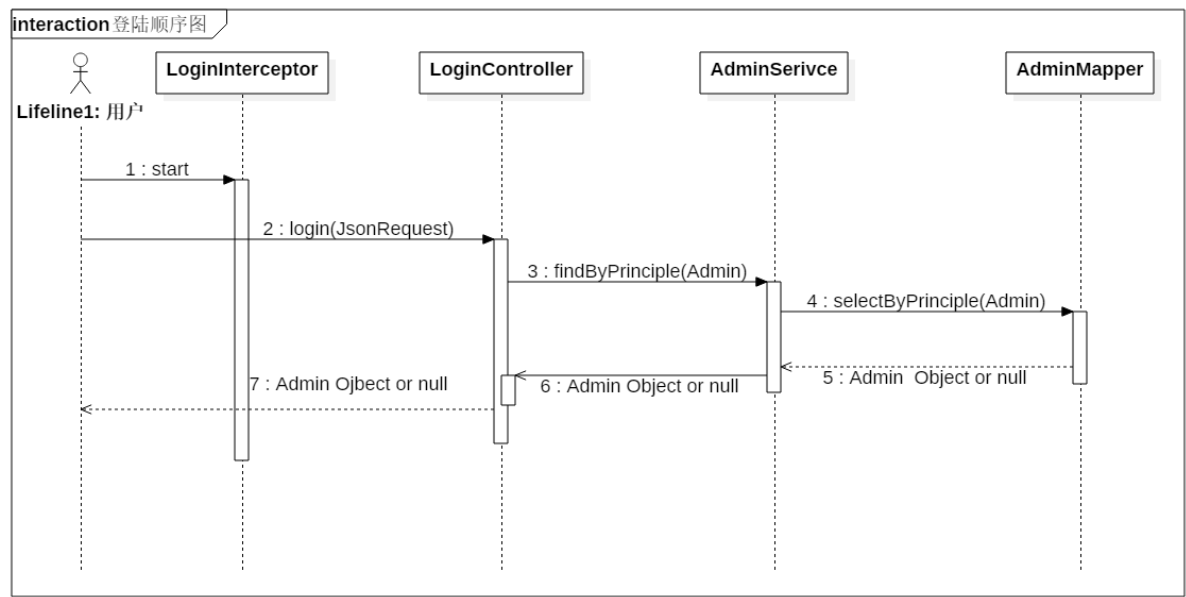 interaction 登陆顺序图
LoginInterceptor
LoginController
AdminSerivce
AdminMapper
Lifeline1: 用户
1 : start
2 : login(JsonRequest)
3 : findByPrinciple(Admin)
4 : selectByPrinciple(Admin)
5 : Admin  Object or null
6 : Admin Object or null
7 : Admin Ojbect or null